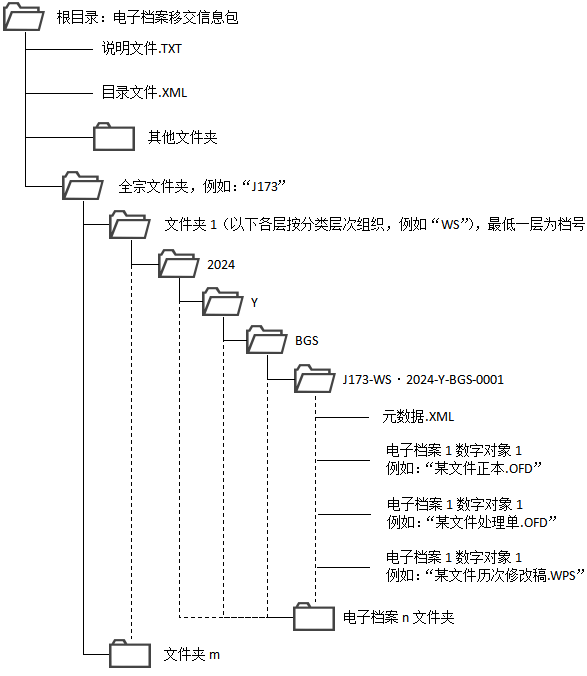 根目录：电子档案移交信息包
说明文件.TXT
目录文件.XML
其他文件夹
全宗文件夹，例如：“J173”
文件夹 1（以下各层按分类层次组织，例如“WS”），最低一层为档号
2024
Y
BGS
J173-WS·2024-Y-BGS-0001
元数据.XML
电子档案 1 数字对象 1
例如：“某文件正本.OFD”
电子档案 1 数字对象 1
例如：“某文件处理单.OFD”
电子档案 1 数字对象 1
例如：“某文件历次修改稿.WPS”
电子档案 n 文件夹
文件夹 m